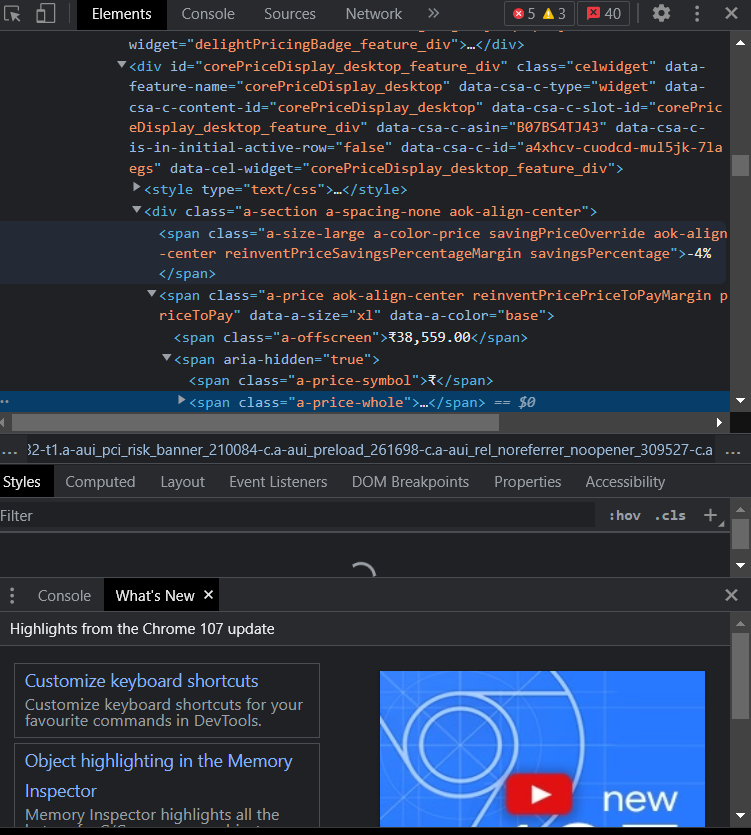 Elements Console Sources Network » 5 3 40
widget="delightPricingBadge_feature_div">…</div>
<div id="corePriceDisplay_desktop_feature_div" class="celwidget" data-
feature-name="corePriceDisplay_desktop" data-csa-c-type="widget" data-
csa-c-content-id="corePriceDisplay_desktop" data-csa-c-slot-id="corePric
eDisplay_desktop_feature_div" data-csa-c-asin="B07BS4TJ43" data-csa-c-
is-in-initial-active-row="false" data-csa-c-id="a4xhcv-cuodcd-mul5jk-7la
egs" data-cel-widget="corePriceDisplay_desktop_feature_div">
<style type="text/css">…</style>
<div class="a-section a-spacing-none aok-align-center">
<span class="a-size-large a-color-price savingPriceOverride aok-align
-center reinventPriceSavingsPercentageMargin savingsPercentage">-4%
</span>
<span class="a-price aok-align-center reinventPricePriceToPayMargin p
riceToPay" data-a-size="xl" data-a-color="base">
<span class="a-offscreen">₹38,559.00</span>
<span aria-hidden="true">
<span class="a-price-symbol">₹</span>
<span class="a-price-whole">…</span> == $0
… 32-t1.a-aui_pci_risk_banner_210084-c.a-aui_preload_261698-c.a-aui_rel_noreferrer_noopener_309527-c.a …
Styles Computed Layout Event Listeners DOM Breakpoints Properties Accessibility
Filter :hov .cls +
Console What's New ×
Highlights from the Chrome 107 update
Customize keyboard shortcuts
Customize keyboard shortcuts for your
favourite commands in DevTools.
Object highlighting in the Memory
Inspector
Memory Inspector highlights all the
new